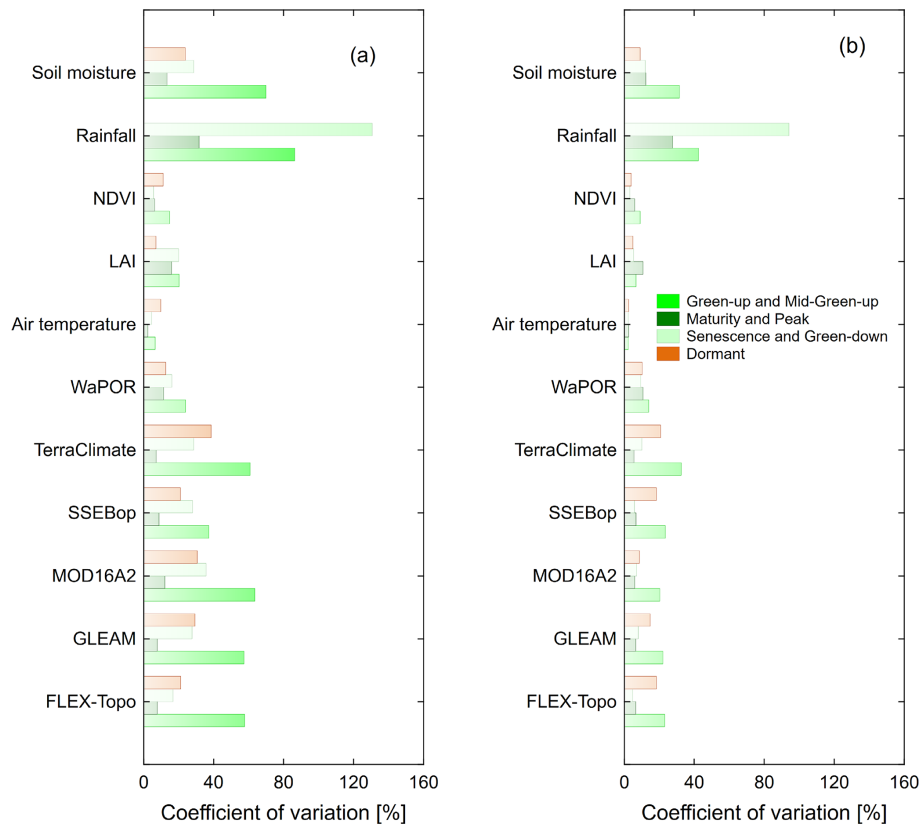 (a)
Soil moisture
Rainfall
NDVI
LAI
Air temperature
WaPOR
TerraClimate
SSEBop
MOD16A2
GLEAM
FLEX-Topo
0 40 80 120 160
Coefficient of variation [%]
(b)
Soil moisture
Rainfall
NDVI
LAI
Air temperature
WaPOR
TerraClimate
SSEBop
MOD16A2
GLEAM
FLEX-Topo
Green-up and Mid-Green-up
Maturity and Peak
Senescence and Green-down
Dormant
0 40 80 120 160
Coefficient of variation [%]